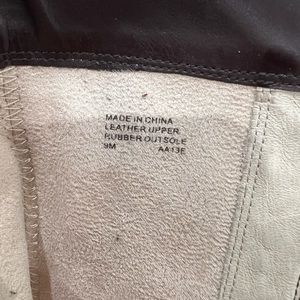 MADE IN CHINA
LEATHER UPPER
RUBBER OUTSOLE
9M AA13E